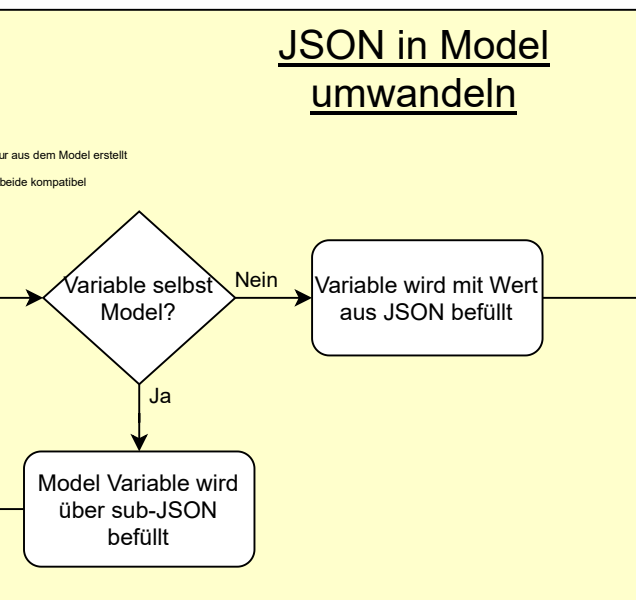 JSON in Model
umwandeln
aus dem Model erstellt
beide kompatibel
Variable selbst
Model?
Nein
Variable wird mit Wert
aus JSON befüllt
Ja
Model Variable wird
über sub-JSON
befüllt